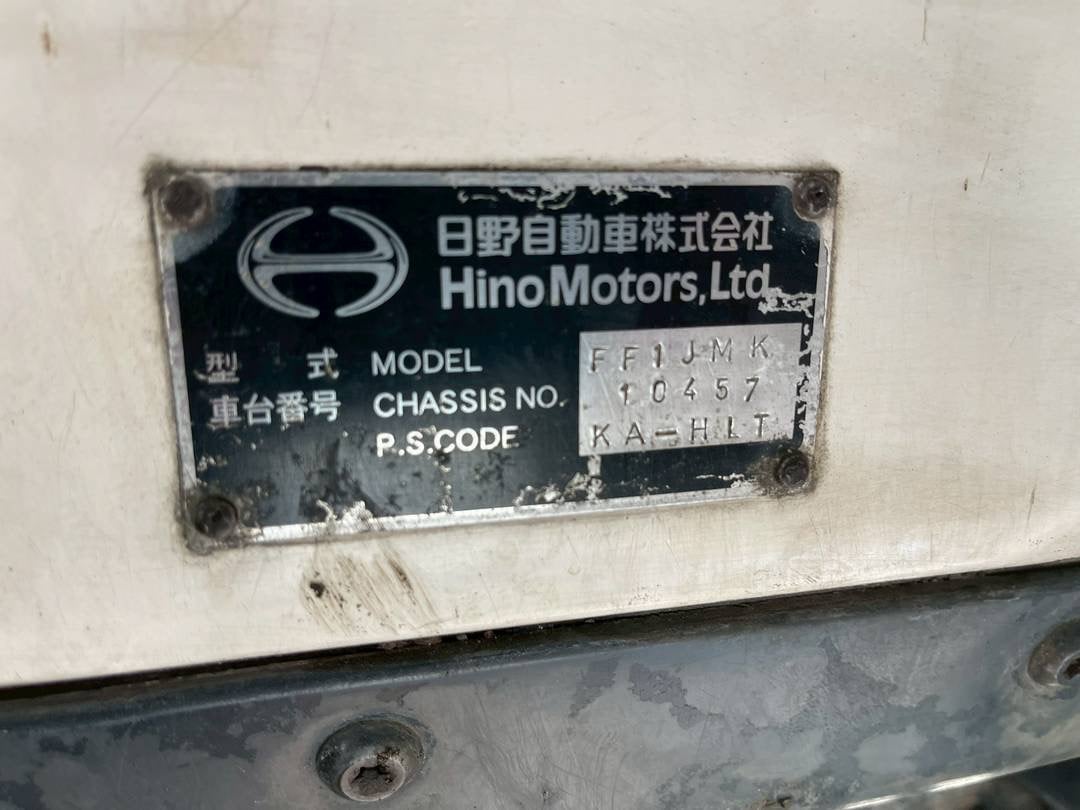 日野自動車株式会社
Hino Motors, Ltd.
型式 MODEL FF1JMK
車台番号 CHASSIS NO. 10457
P.S.CODE KA-HLT